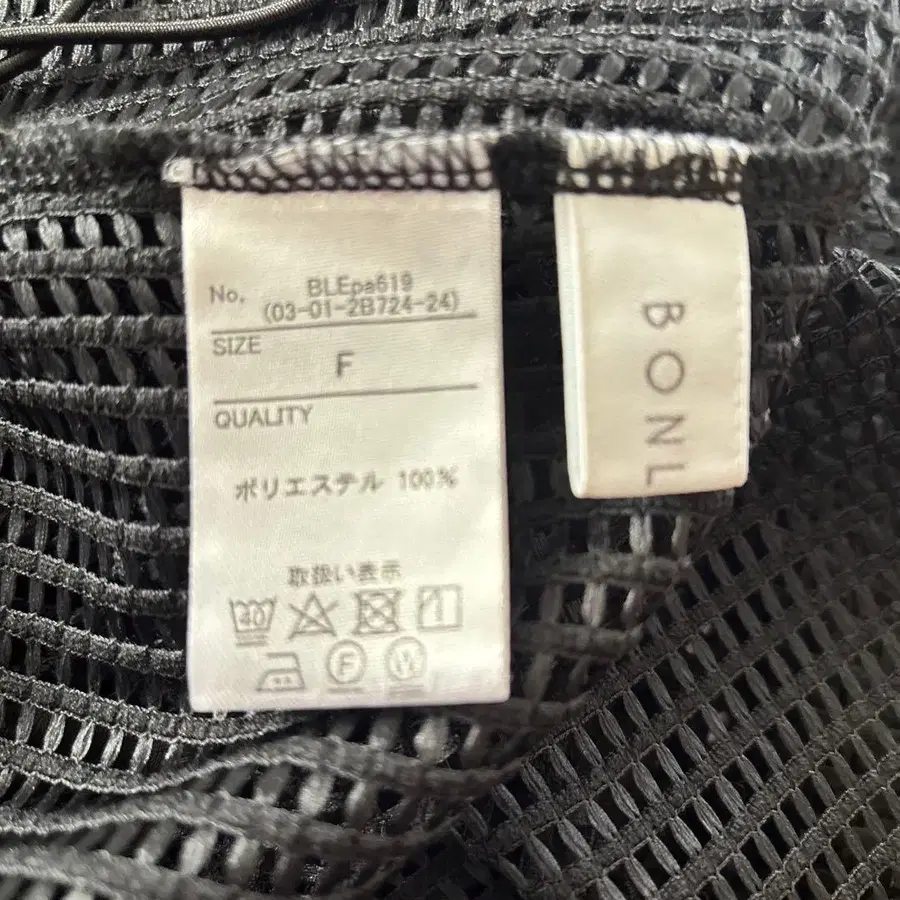 No. BLEpa619
(03-01-2B724-24)
SIZE
F
QUALITY
ポリエステル 100%
取扱い表示
40
F W
BONL